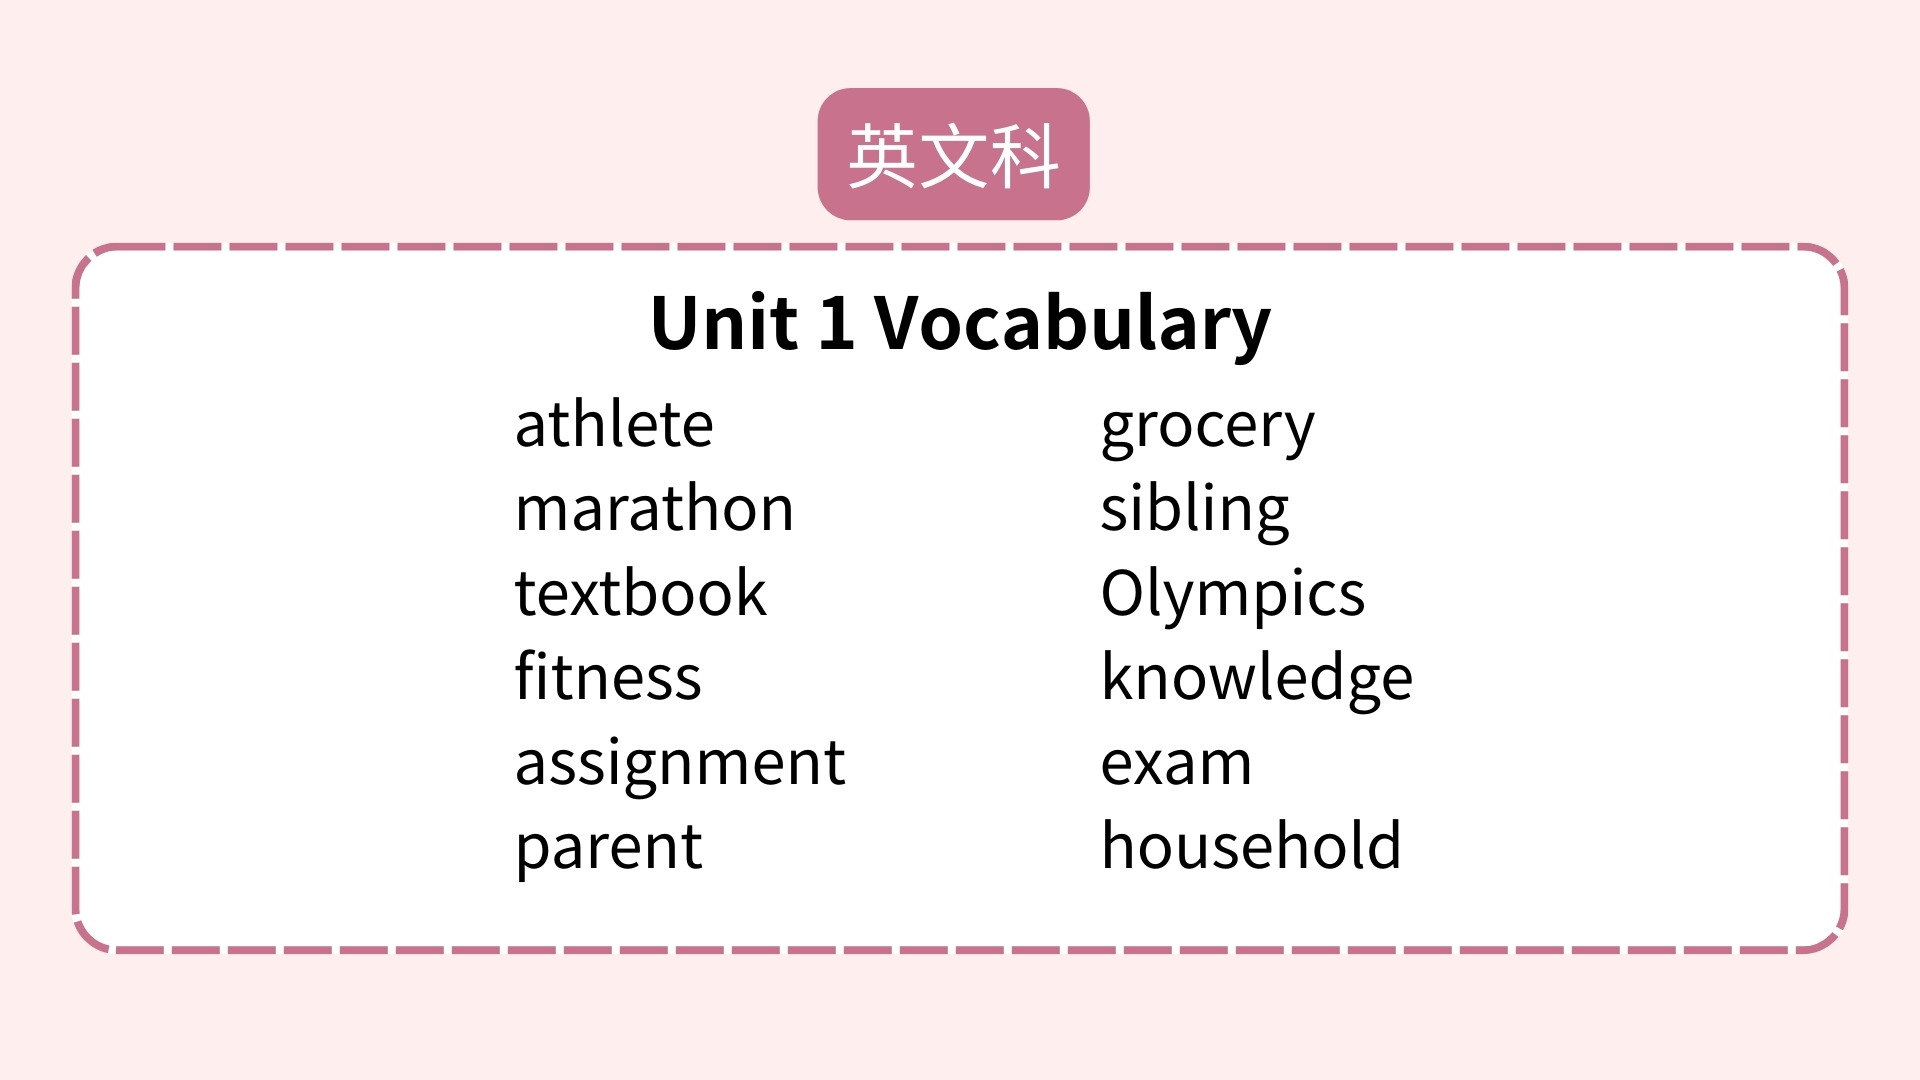 英文科
Unit 1 Vocabulary
athlete
marathon
textbook
fitness
assignment
parent
grocery
sibling
Olympics
knowledge
exam
household